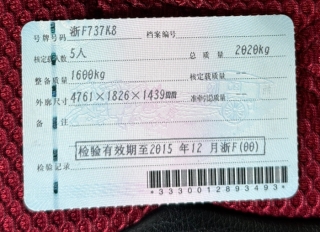 号牌号码 浙F737K8 档案编号
核定载人数 5人 总质量 2020kg
整备质量 1600kg 核定载质量 --
外廓尺寸 4761×1826×1439mm 准牵引总质量 --
备注
检验有效期至2015 年12 月浙F(00)
检验记录
*3330012893493*